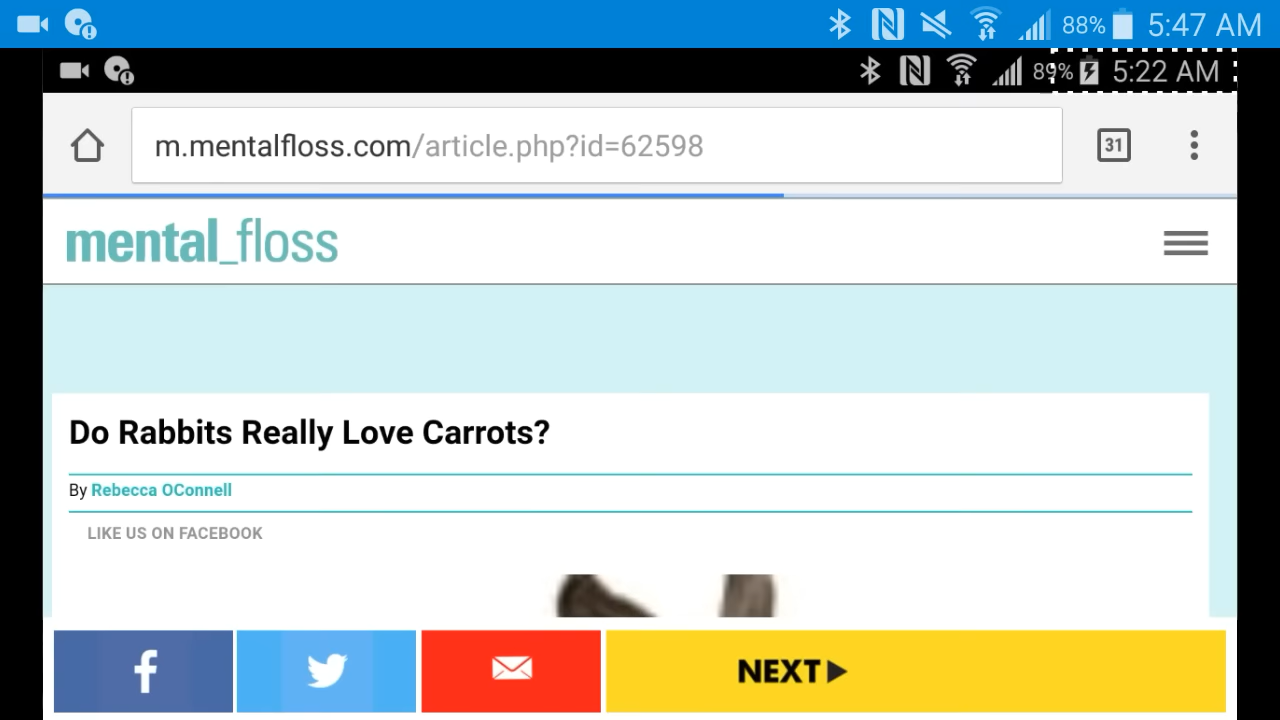 88% 5:47 AM
89% 5:22 AM
m.mentalfloss.com/article.php?id=62598
31
mental_floss
Do Rabbits Really Love Carrots?
By Rebecca OConnell
LIKE US ON FACEBOOK
NEXT